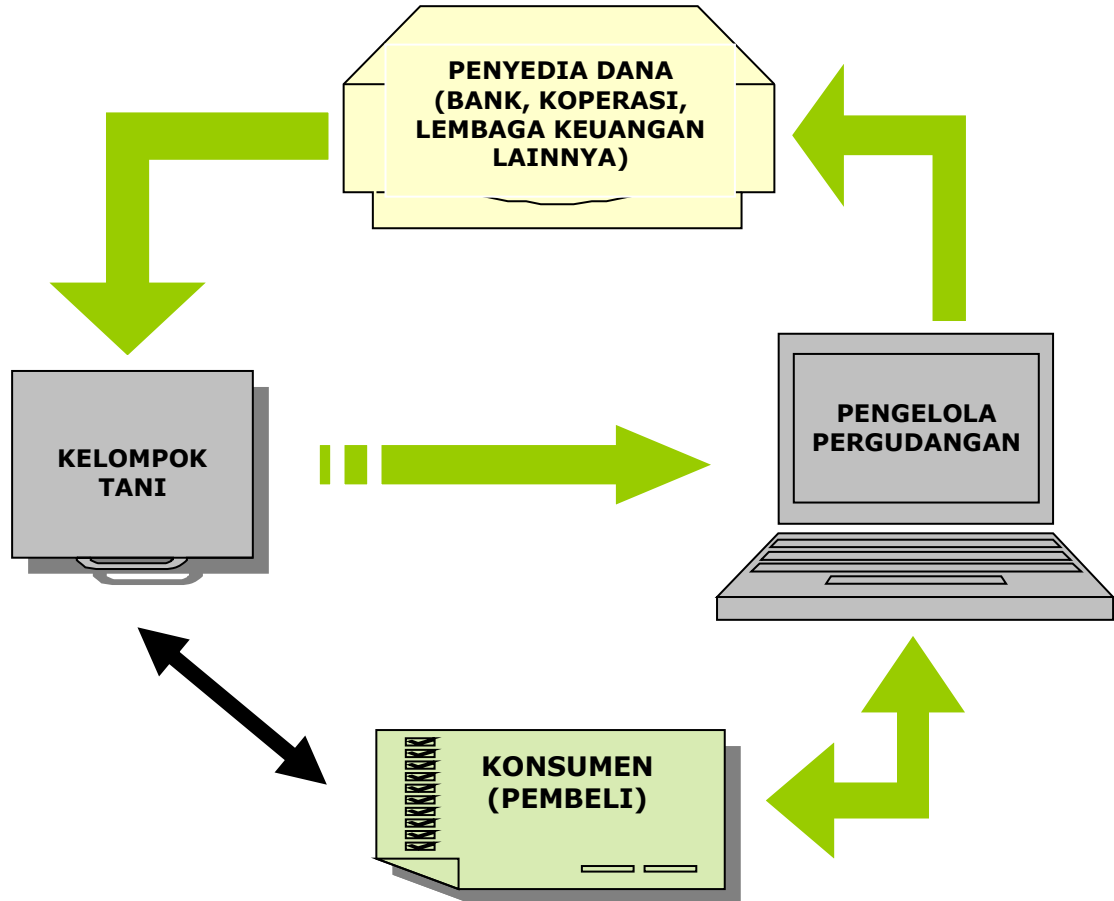 PENYEDIA DANA
(BANK, KOPERASI,
LEMBAGA KEUANGAN
LAINNYA)
KELOMPOK
TANI
PENGELOLA
PERGUDANGAN
KONSUMEN
(PEMBELI)